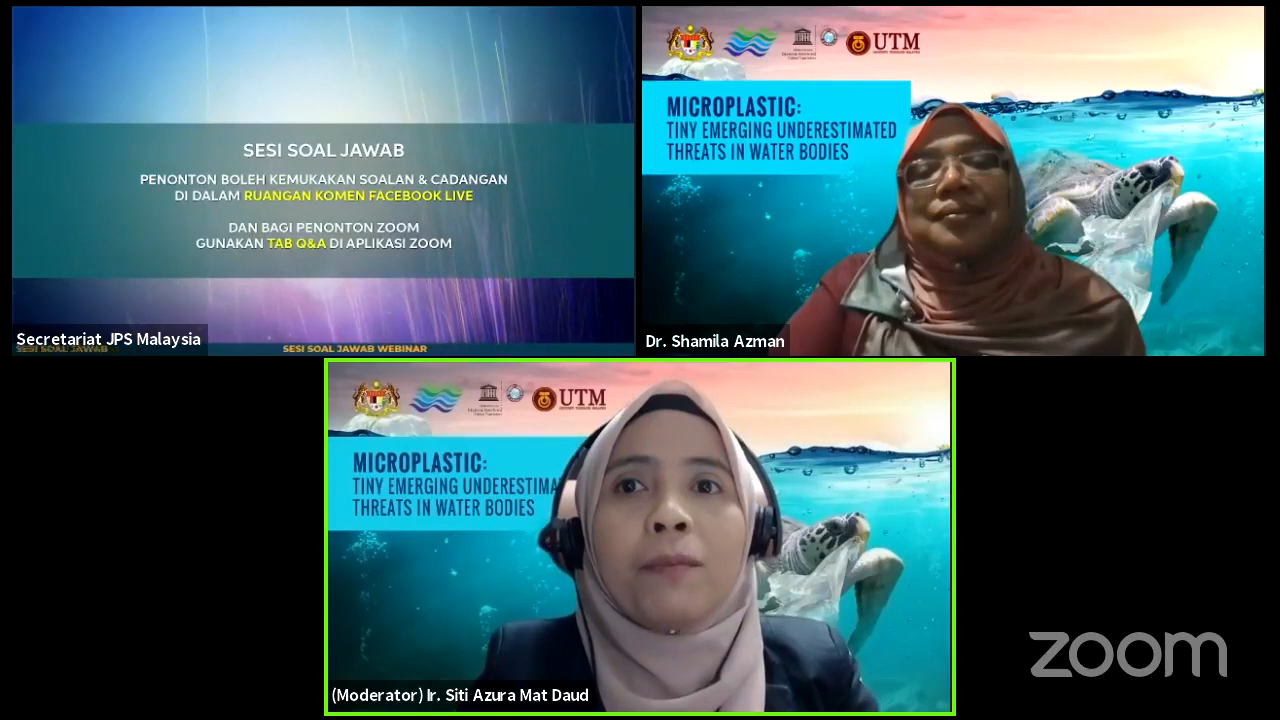 SESI SOAL JAWAB
PENONTON BOLEH KEMUKAKAN SOALAN & CADANGAN
DI DALAM RUANGAN KOMEN FACEBOOK LIVE
DAN BAGI PENONTON ZOOM
GUNAKAN TAB Q&A DI APLIKASI ZOOM
Secretariat JPS Malaysia
SESI SOAL JAWAB
SESI SOAL JAWAB WEBINAR
UTM
MICROPLASTIC:
TINY EMERGING UNDERESTIMATED
THREATS IN WATER BODIES
Dr. Shamila Azman
UTM
MICROPLASTIC:
TINY EMERGING UNDERESTIMA
THREATS IN WATER BODIES
(Moderator) Ir. Siti Azura Mat Daud
zoom